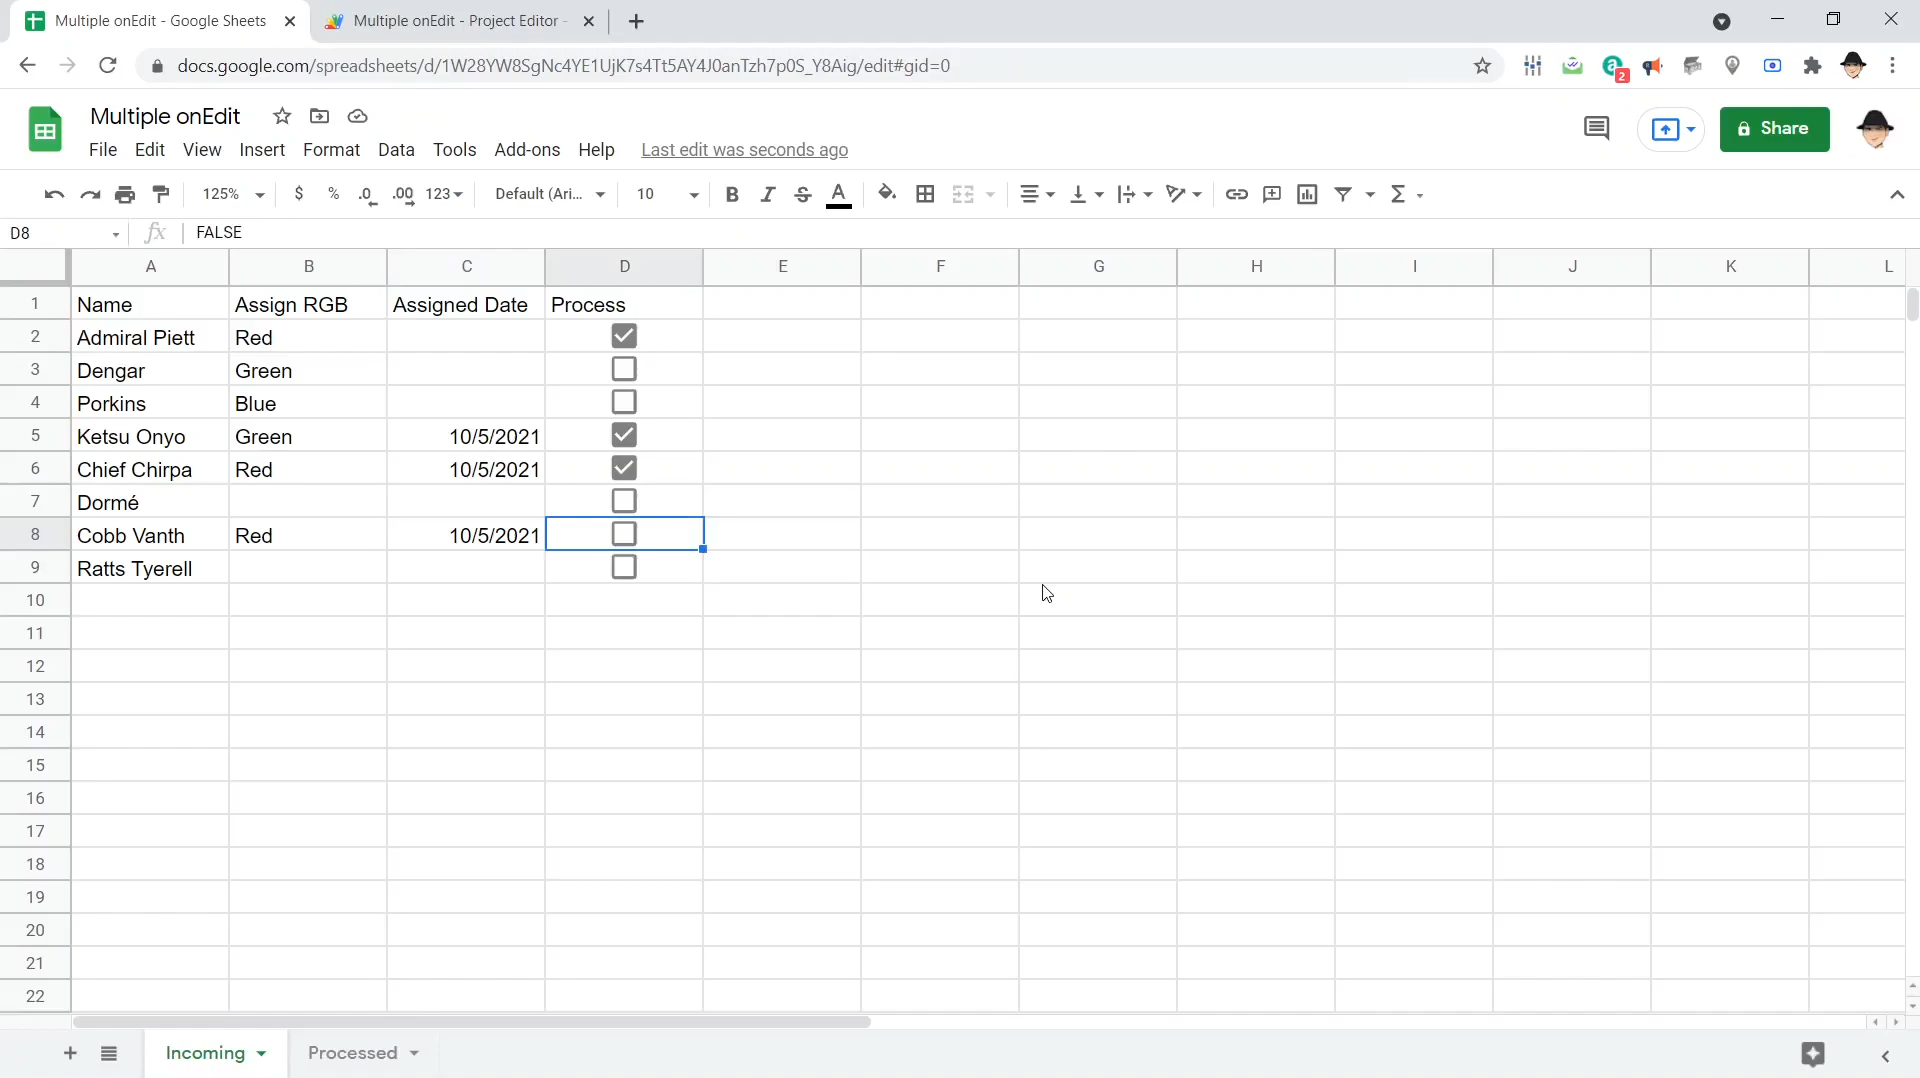 Multiple onEdit - Google Sheets
Multiple onEdit - Project Editor -
docs.google.com/spreadsheets/d/1W28YW8SgNc4YE1UjK7s4Tt5AY4J0anTzh7p0S_Y8Aig/edit#gid=0
2
Multiple onEdit
Share
File Edit View Insert Format Data Tools Add-ons Help Last edit was seconds ago
125% $ % .0 .00 123 Default (Ari... 10 B I S A Σ
D8 fx FALSE
A B C D E F G H I J K L
1 Name Assign RGB Assigned Date Process
2 Admiral Piett Red
3 Dengar Green
4 Porkins Blue
5 Ketsu Onyo Green 10/5/2021
6 Chief Chirpa Red 10/5/2021
7 Dormé
8 Cobb Vanth Red 10/5/2021
9 Ratts Tyerell
10
11
12
13
14
15
16
17
18
19
20
21
22
Incoming Processed